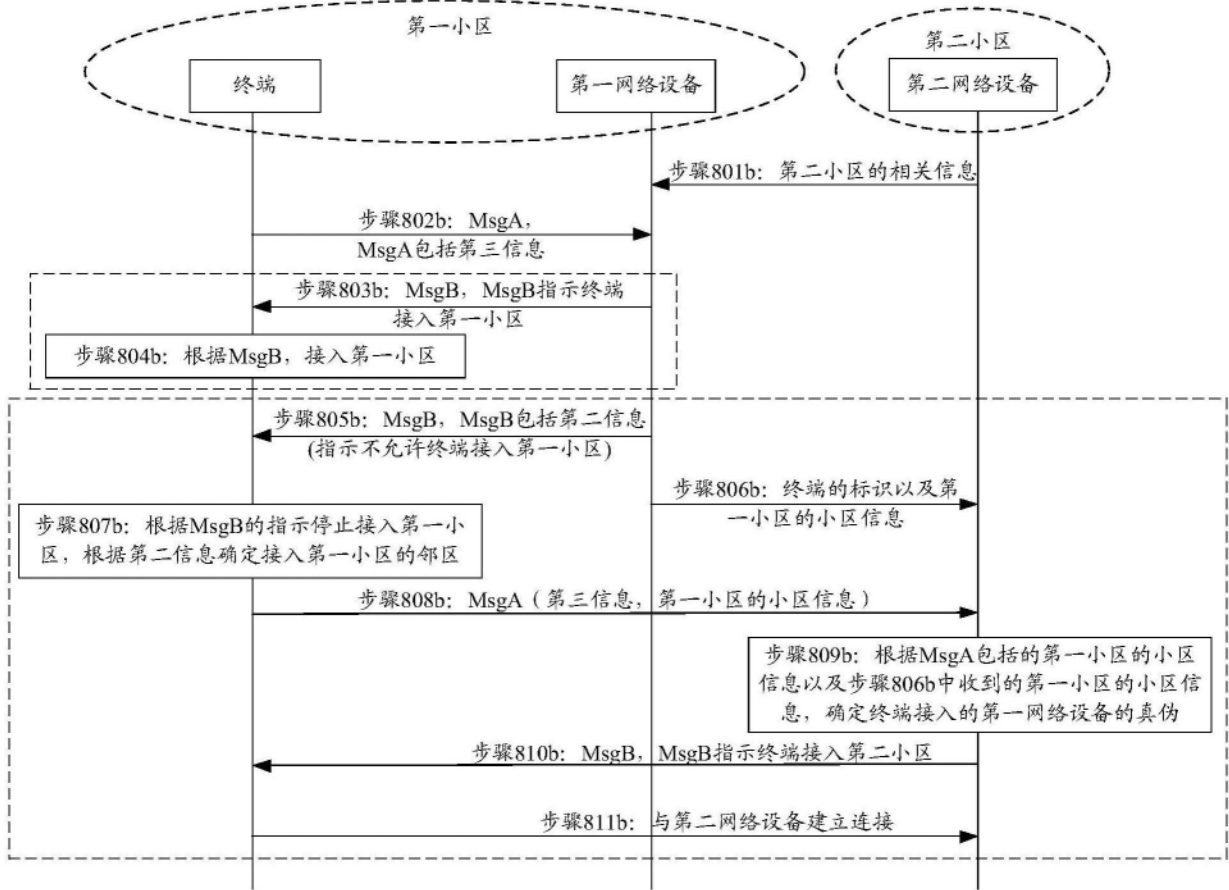 第一小区
第二小区
终端
第一网络设备
第二网络设备
步骤801b：第二小区的相关信息
步骤802b：MsgA，
MsgA包括第三信息
步骤803b：MsgB，MsgB指示终端
接入第一小区
步骤804b：根据MsgB，接入第一小区
步骤805b：MsgB，MsgB包括第二信息
(指示不允许终端接入第一小区)
步骤806b：终端的标识以及第
一小区的小区信息
步骤807b：根据MsgB的指示停止接入第一小
区，根据第二信息确定接入第一小区的邻区
步骤808b：MsgA（第三信息，第一小区的小区信息）
步骤809b：根据MsgA包括的第一小区的小区
信息以及步骤806b中收到的第一小区的小区信
息，确定终端接入的第一网络设备的真伪
步骤810b：MsgB，MsgB指示终端接入第二小区
步骤811b：与第二网络设备建立连接